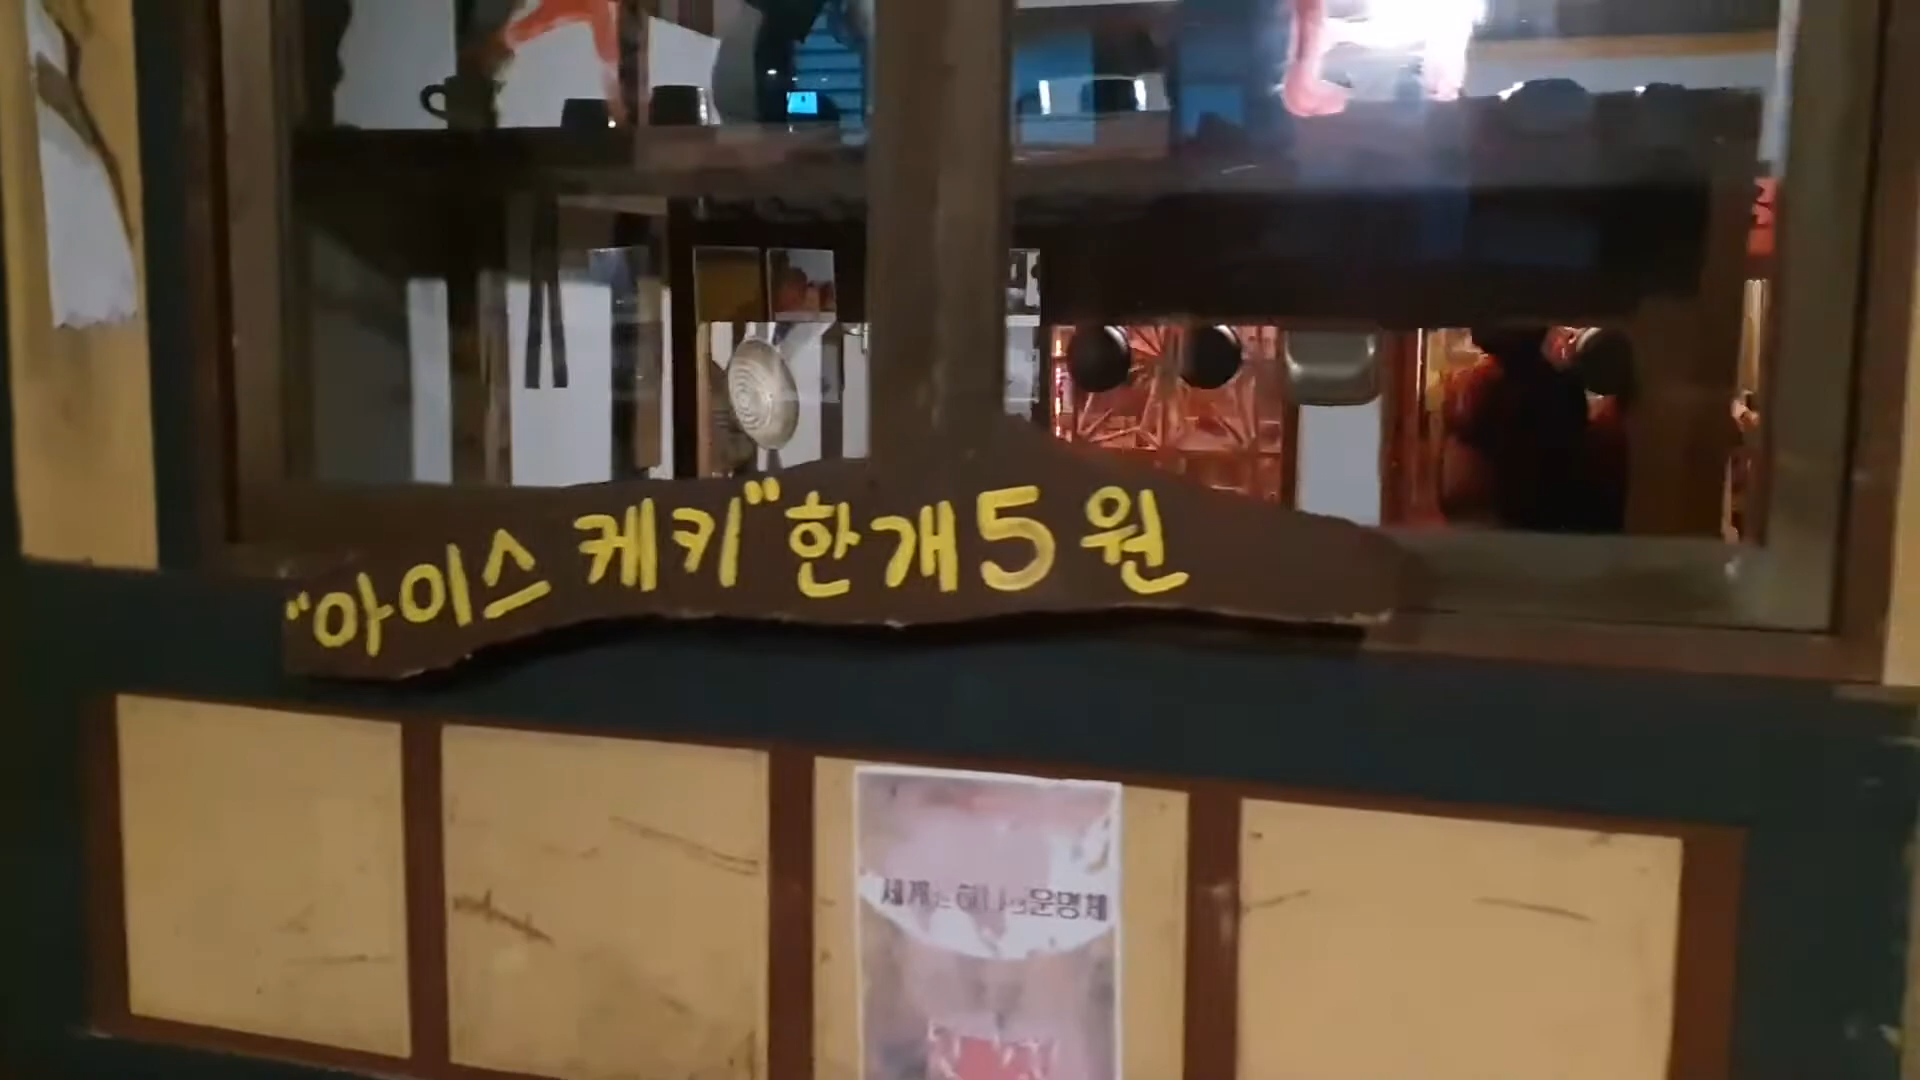 "아이스 케키" 한개 5원
세계는 하나의 운명체